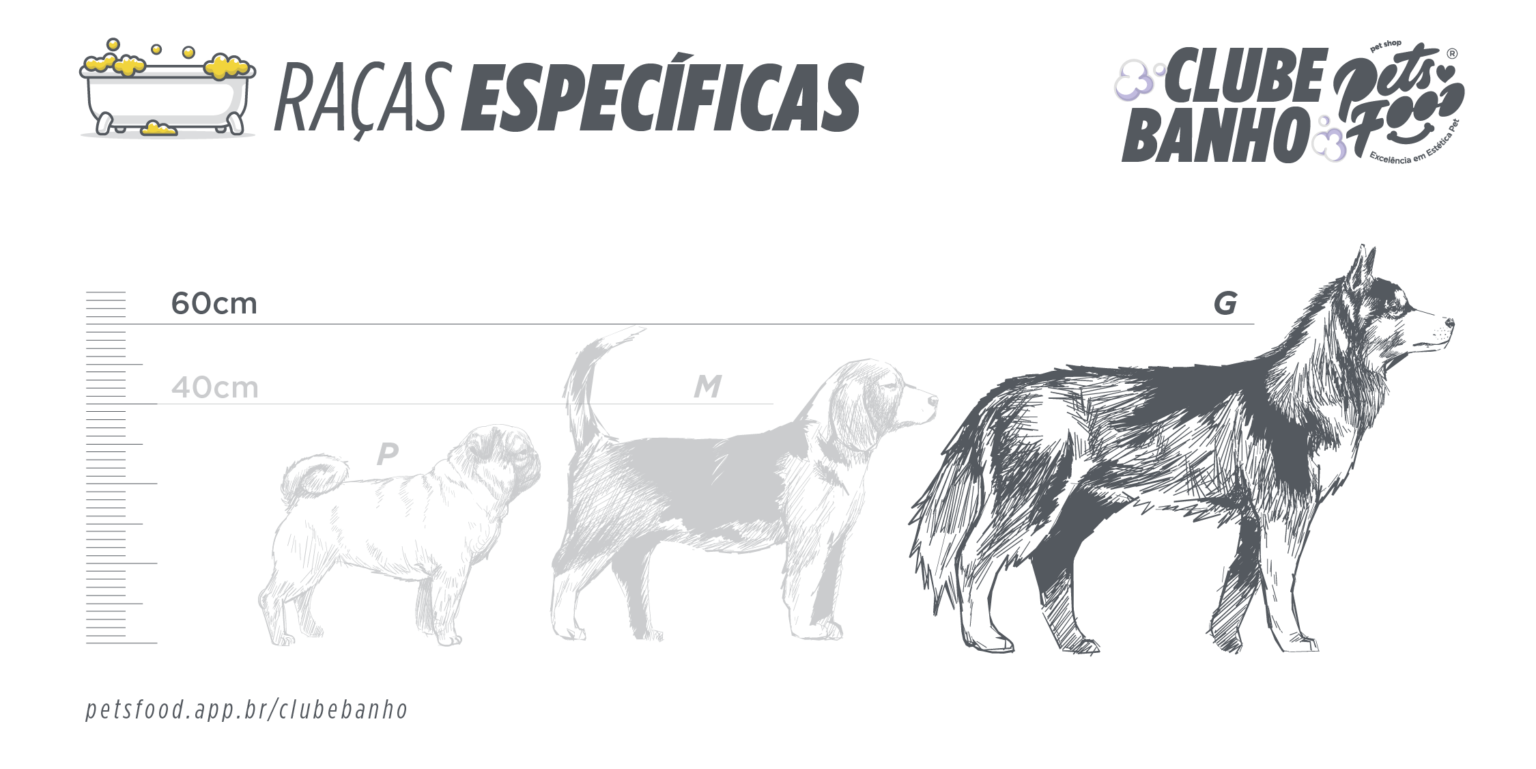 RAÇAS ESPECÍFICAS
CLUBE
BANHO
pet shop
Pets
Food
®
Excelência em Estética Pet
60cm
G
40cm
M
P
petsfood.app.br/clubebanho